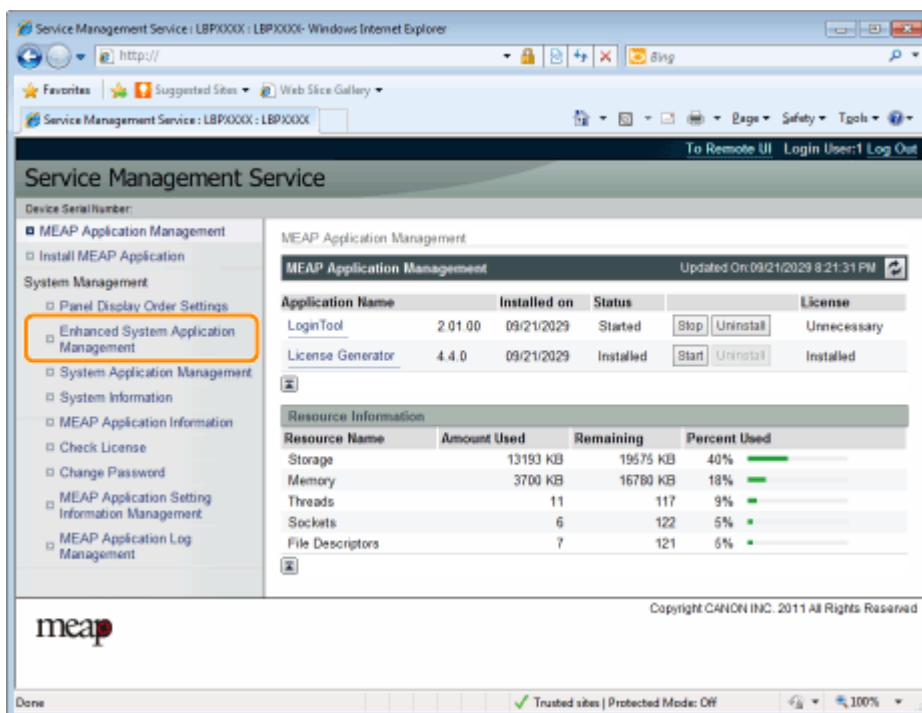 Service Management Service : LBPXXXX : LBPXXXX- Windows Internet Explorer
http://
Bing
Favorites Suggested Sites Web Slice Gallery
Service Management Service : LBPXXXX : LBPXXXX
Page Safety Tools
To Remote UI Login User:1 Log Out
Service Management Service
Device Serial Number:
MEAP Application Management
Install MEAP Application
System Management
Panel Display Order Settings
Enhanced System Application
Management
System Application Management
System Information
MEAP Application Information
Check License
Change Password
MEAP Application Setting
Information Management
MEAP Application Log
Management
MEAP Application Management
MEAP Application Management Updated On:09/21/2029 8:21:31 PM
Application Name Installed on Status License
LoginTool 2.01.00 09/21/2029 Started Stop Uninstall Unnecessary
License Generator 4.4.0 09/21/2029 Installed Start Uninstall Installed
Resource Information
Resource Name Amount Used Remaining Percent Used
Storage 13193 KB 19575 KB 40%
Memory 3700 KB 16780 KB 18%
Threads 11 117 9%
Sockets 6 122 5%
File Descriptors 7 121 6%
Copyright CANON INC. 2011 All Rights Reserved
meap
Done Trusted sites | Protected Mode: Off 100%